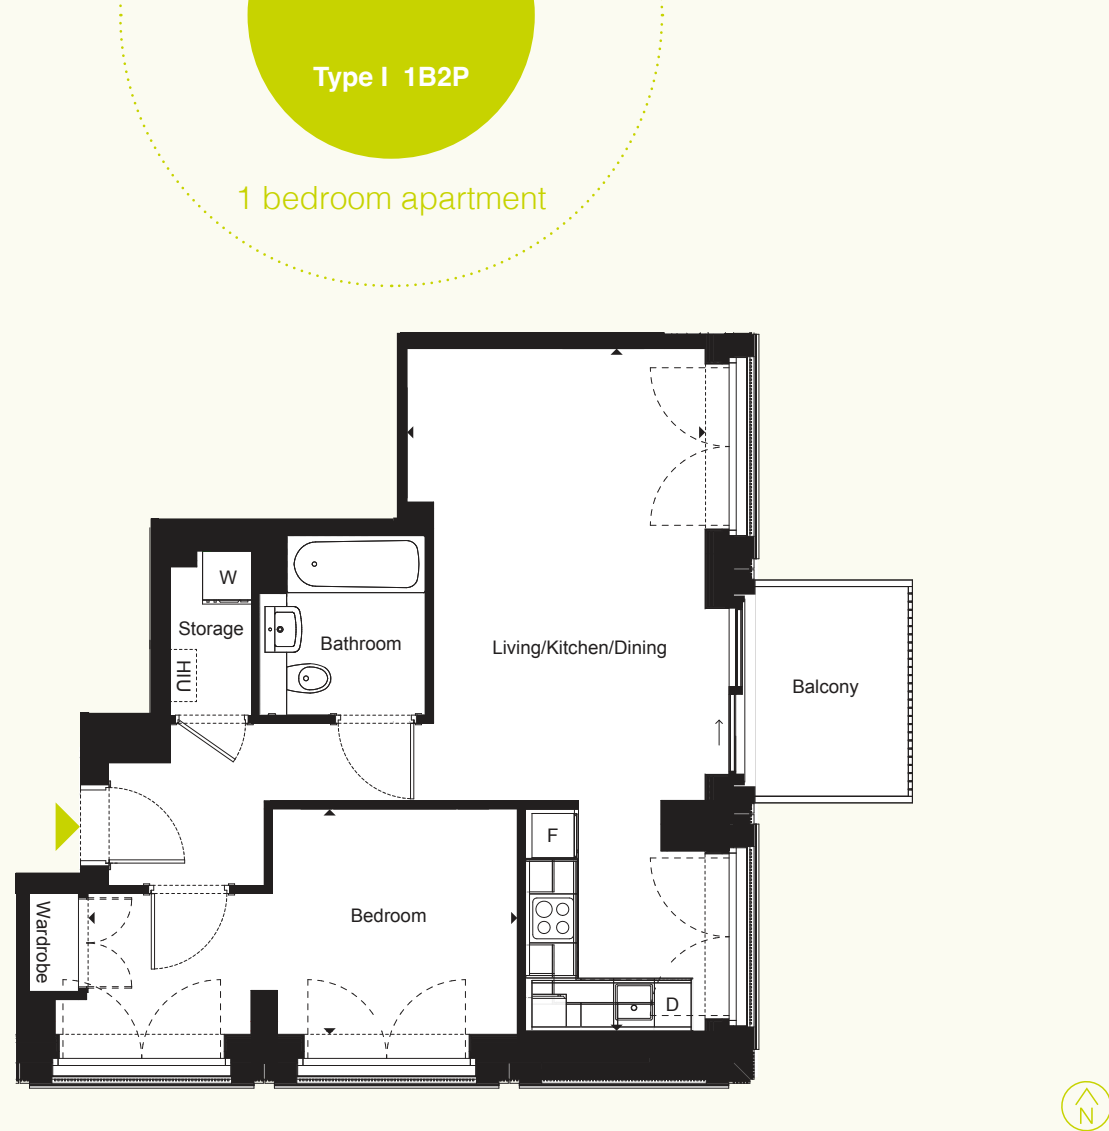 Type I 1B2P
1 bedroom apartment
W
Storage
HIU
Bathroom
Living/Kitchen/Dining
Balcony
F
Bedroom
Wardrobe
D
N